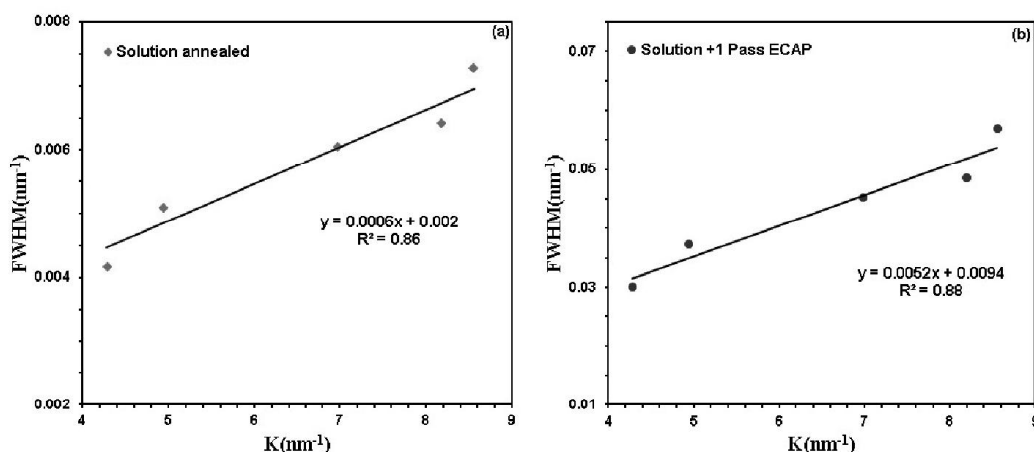 (a)
Solution annealed
0.008
0.006
0.004
0.002
FWHM(nm⁻¹)
y = 0.0006x + 0.002
R² = 0.86
4 5 6 7 8 9
K(nm⁻¹)
(b)
Solution +1 Pass ECAP
0.07
0.05
0.03
0.01
FWHM(nm⁻¹)
y = 0.0052x + 0.0094
R² = 0.88
4 5 6 7 8 9
K(nm⁻¹)